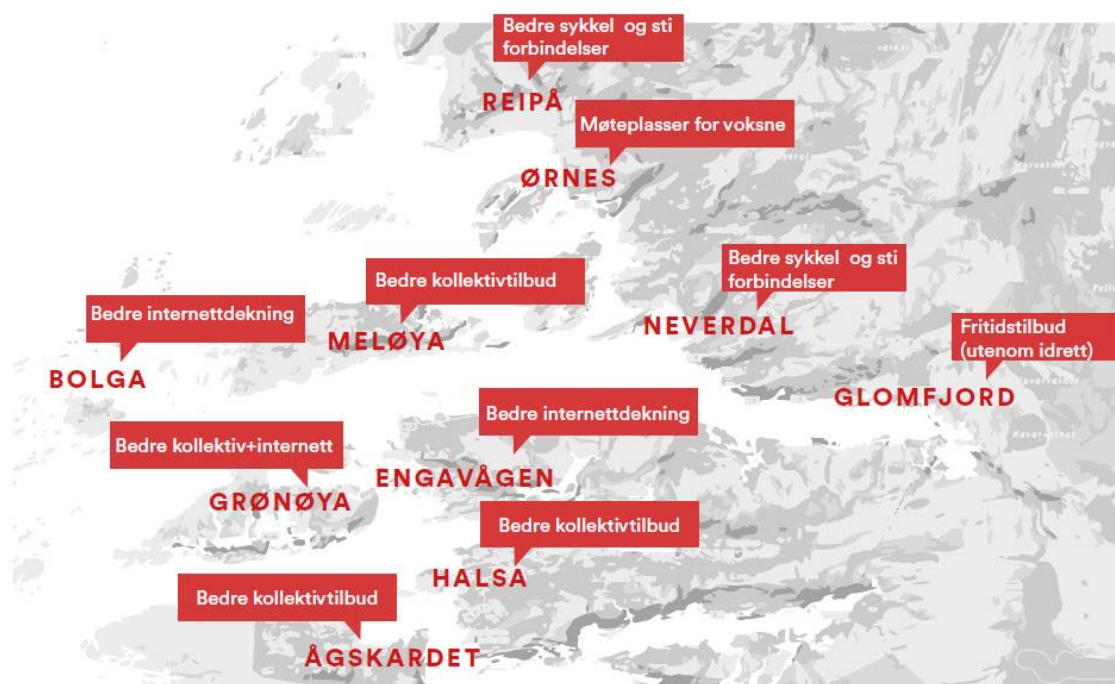 Bedre sykkel og sti
forbindelser
REIPÅ
Møteplasser for voksne
ØRNES
Bedre sykkel og sti
forbindelser
NEVERDAL
Bedre kollektivtilbud
MELØYA
Bedre internettdekning
BOLGA
Fritidstilbud
(utenom idrett)
GLOMFJORD
Bedre internettdekning
ENGAVÅGEN
Bedre kollektiv+internett
GRØNØYA
Bedre kollektivtilbud
HALSA
Bedre kollektivtilbud
ÅGSKARDET